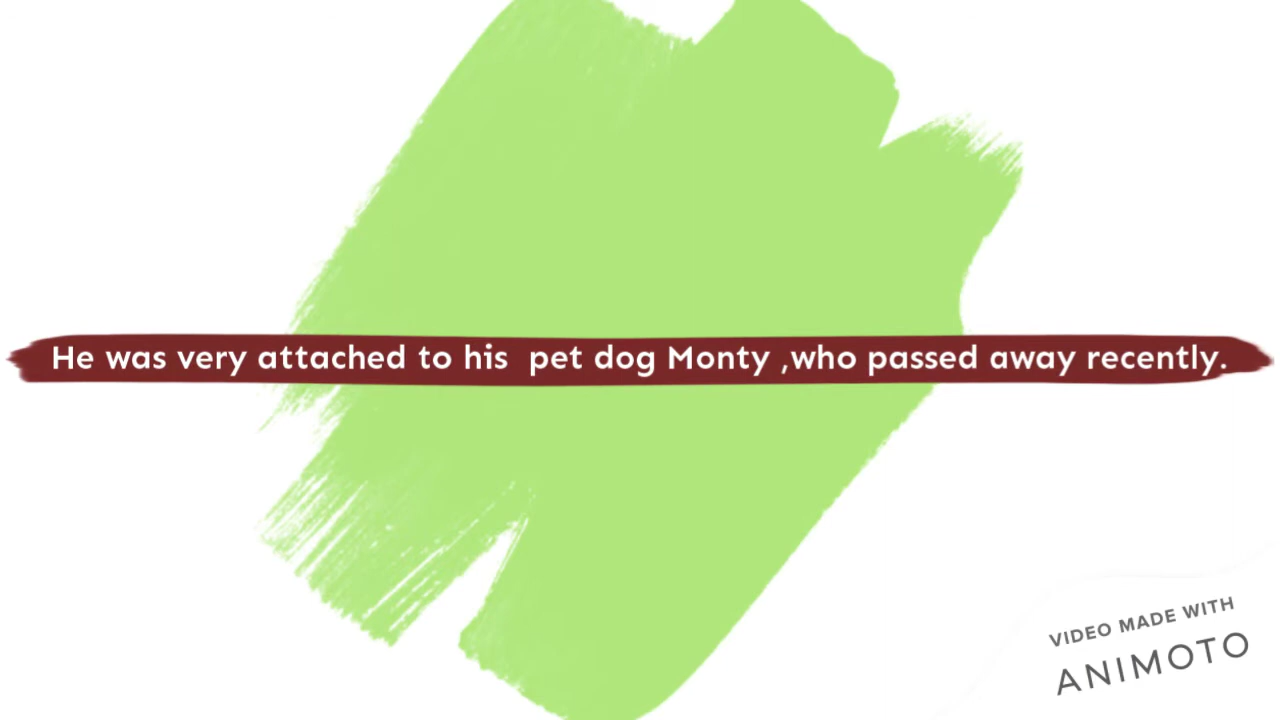 He was very attached to his  pet dog Monty ,who passed away recently.
VIDEO MADE WITH
ANIMOTO